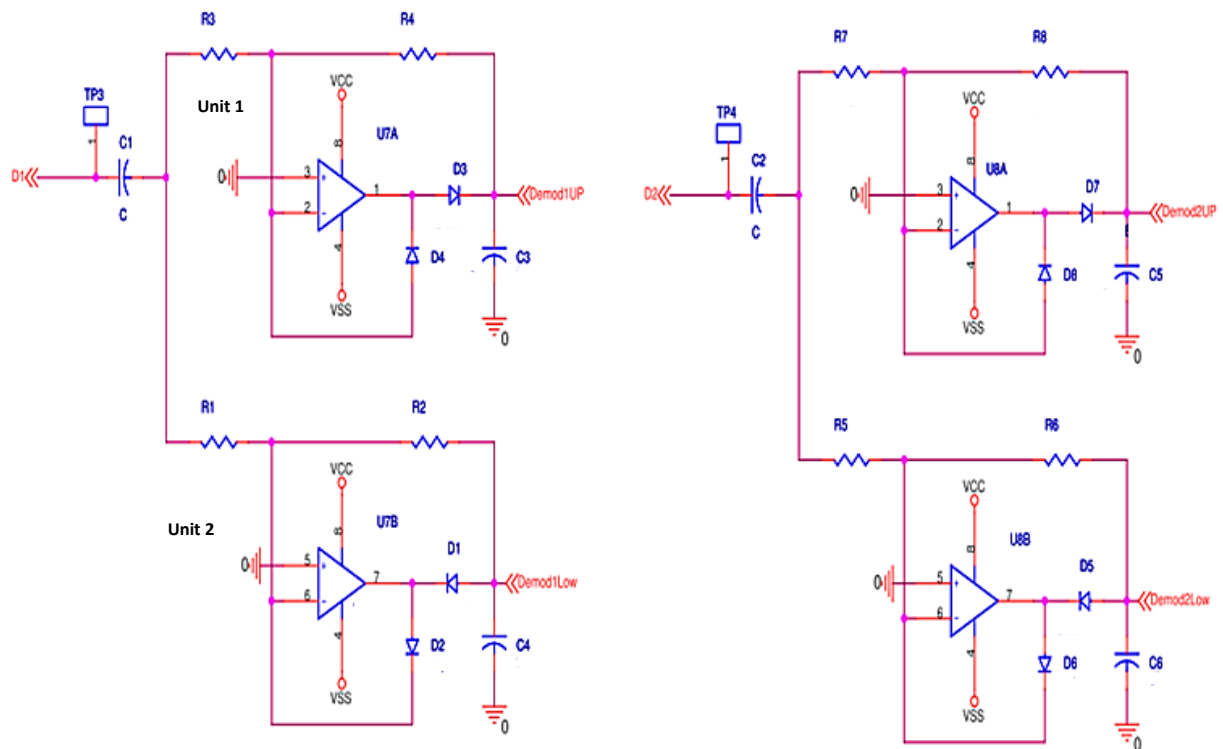 R3
R4
TP3
1
Unit 1
VCC
8
U7A
C1
D1
C
0
3
+
2
-
1
D3
Demod1UP
4
D4
C3
VSS
0
R1
R2
VCC
Unit 2
8
U7B
0
5
+
6
-
7
D1
Demod1Low
4
D2
C4
VSS
0
R7
R8
TP4
1
VCC
8
U8A
C2
D2
C
0
3
+
2
-
1
D7
Demod2UP
4
D8
C5
VSS
0
R5
R6
VCC
8
U8B
0
5
+
6
-
7
D5
Demod2Low
4
D6
C6
VSS
0